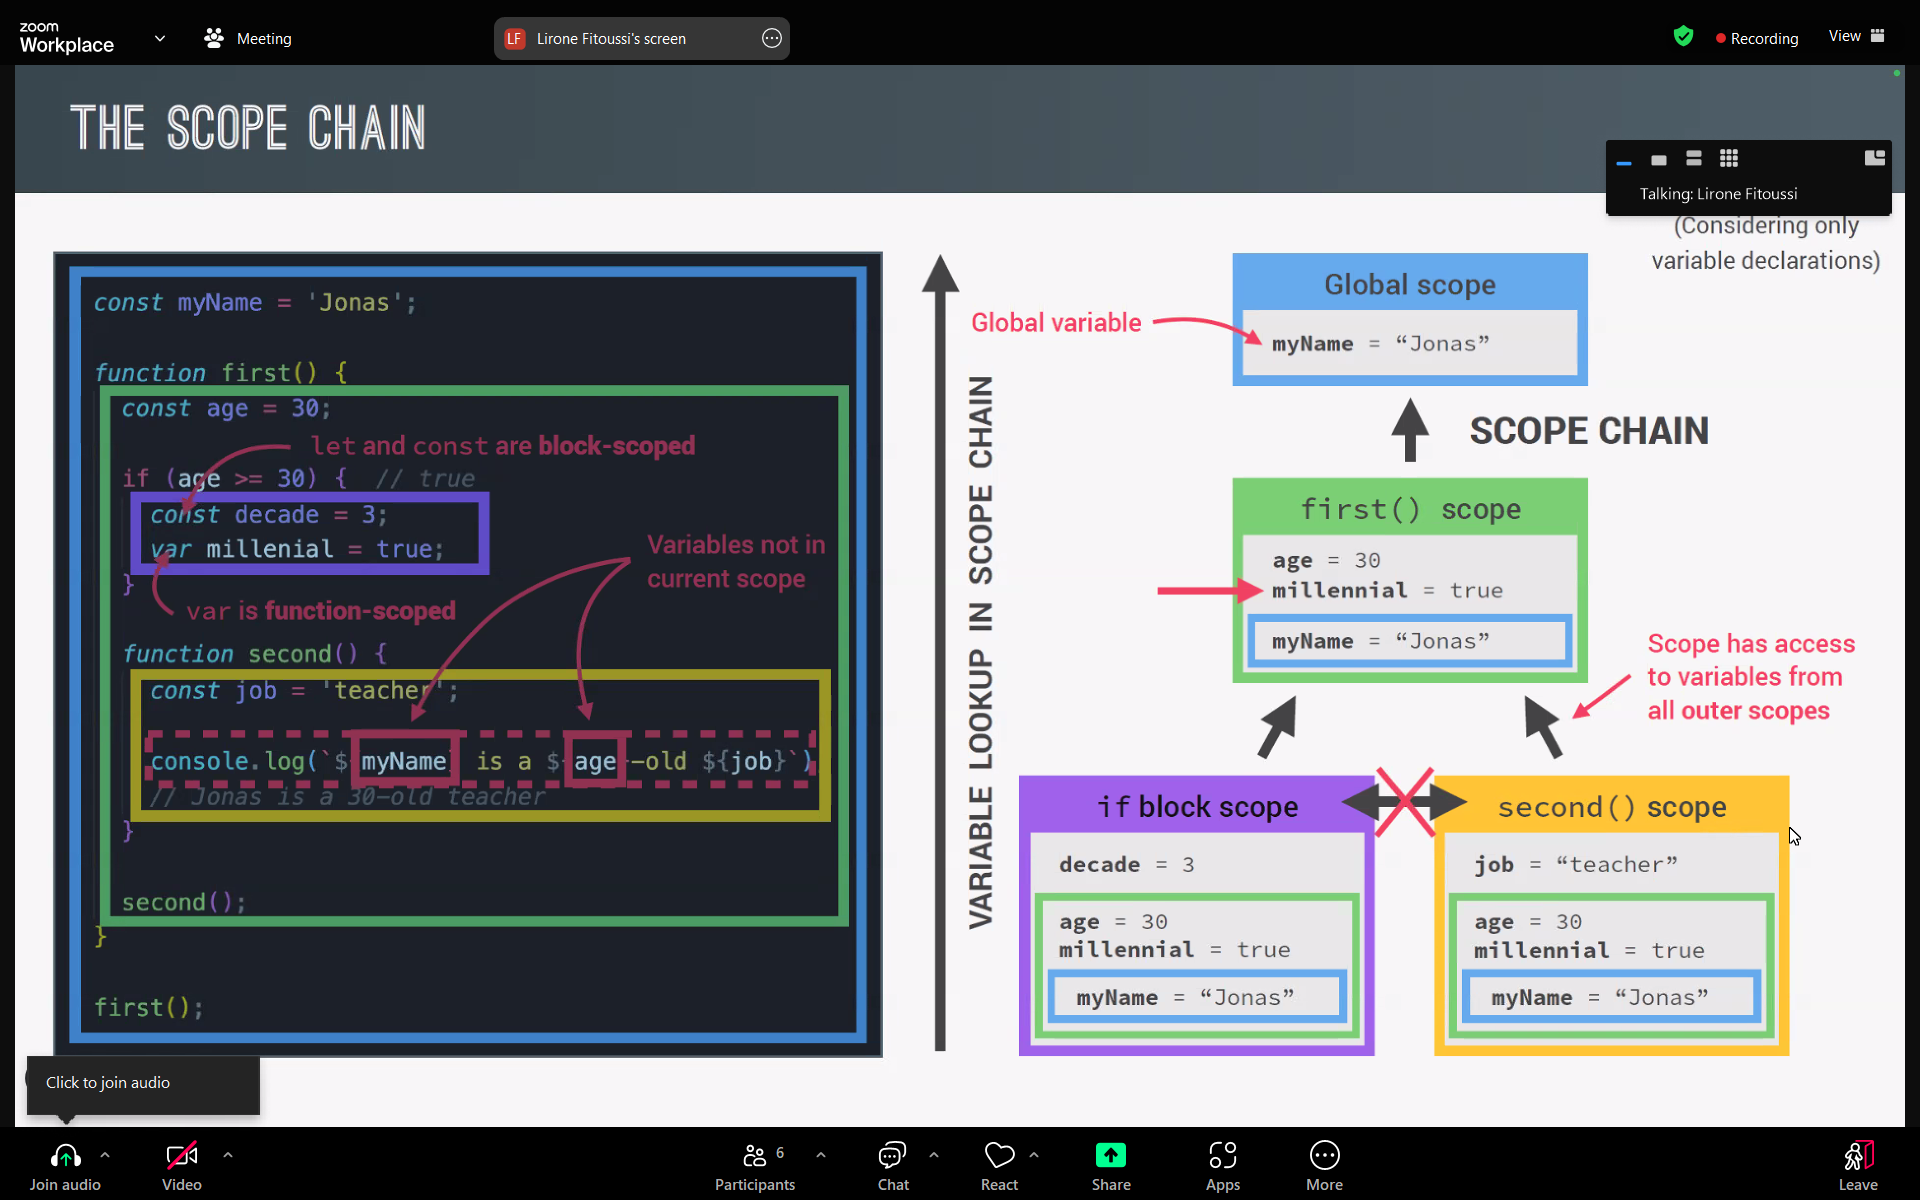 zoom
Workplace
Meeting
LF Lirone Fitoussi's screen
Recording
View
THE SCOPE CHAIN
Talking: Lirone Fitoussi
(Considering only
variable declarations)
const myName = 'Jonas';
function first() {
const age = 30;
let and const are block-scoped
if (age >= 30) { // true
const decade = 3;
var millenial = true;
}
var is function-scoped
Variables not in
current scope
function second() {
const job = 'teacher';
console.log(`${myName} is a ${age}-old ${job}`)
// Jonas is a 30-old teacher
}
second();
}
first();
VARIABLE LOOKUP IN SCOPE CHAIN
Global variable
Global scope
myName = “Jonas”
SCOPE CHAIN
first() scope
age = 30
millennial = true
myName = “Jonas”
Scope has access
to variables from
all outer scopes
if block scope
decade = 3
age = 30
millennial = true
myName = “Jonas”
second() scope
job = “teacher”
age = 30
millennial = true
myName = “Jonas”
Click to join audio
Join audio
Video
6
Participants
Chat
React
Share
Apps
More
Leave